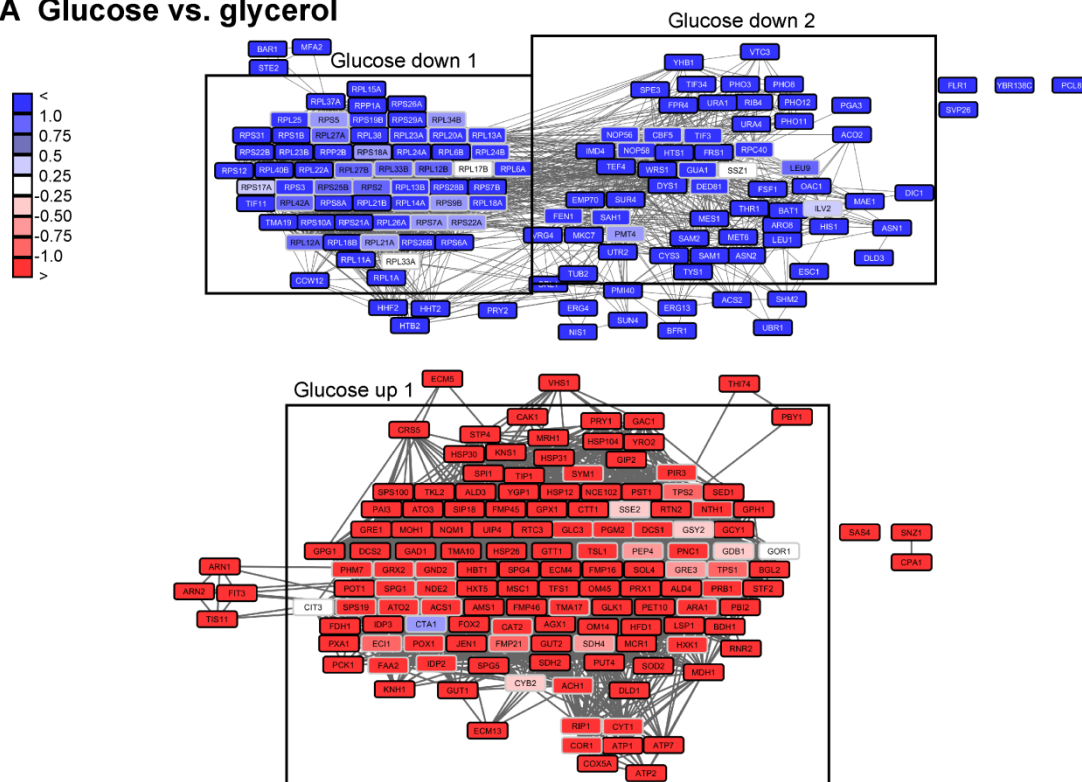 A Glucose vs. glycerol
Glucose down 2
Glucose down 1
<
1.0
0.75
0.5
0.25
-0.25
-0.50
-0.75
-1.0
>
BAR1 MFA2
STE2
RPL15A
RPL37A RPP1A RPS26A
RPL25 RPS5 RPS19B RPS29A RPL34B
RPS31 RPS1B RPL27A RPL38 RPL23A RPL20A RPL13A
RPS22B RPL23B RPP2B RPS18A RPL24A RPL6B RPL24B
RPS12 RPL40B RPL22A RPL27B RPL33B RPL12B RPL17B RPL6A
RPS17A RPS3 RPS25B RPS2 RPL13B RPS28B RPS7B
TIF11 RPL42A RPS8A RPL21B RPL14A RPS9B RPL18A
TMA19 RPS10A RPS21A RPL26A RPS7A RPS22A
RPL12A RPL18B RPL21A RPS26B RPS6A
RPL11A RPL33A
CCW12 RPL1A
HHF2 HHT2 PRY2
HTB2
VTC3
YHB1
SPE3 TIF34 PHO3 PHO8
FPR4 URA1 RIB4 PHO12 PGA3
URA4 PHO11
NOP56 CBF5 TIF3 ACO2
IMD4 NOP58 HTS1 FRS1 RPC40
TEF4 WRS1 GUA1 SSZ1 LEU9
DYS1 DED81 FSF1 OAC1 DIC1
EMP70 SUR4 THR1 BAT1 ILV2 MAE1
FEN1 SAH1 MES1 ARO8 HIS1 ASN1
VRG4 MKC7 PMT4 SAM2 MET6 LEU1
UTR2 CYS3 SAM1 ASN2 DLD3
TUB2 TYS1 ESC1
PMI40
ERG4 ERG13 ACS2 SHM2
NIS1 SUN4 BFR1 UBR1
FLR1 YBR138C PCL8
SVP26
Glucose up 1
ECM5 VHS1 THI74
CAK1 PRY1 GAC1 PBY1
CRS5 STP4 MRH1 HSP104 YRO2
HSP30 KNS1 HSP31 GIP2
SPI1 TIP1 SYM1 PIR3
SPS100 TKL2 ALD3 YGP1 HSP12 NCE102 PST1 TPS2 SED1
PAI3 ATO3 SIP18 FMP45 GPX1 CTT1 SSE2 RTN2 NTH1 GPH1
GRE1 MOH1 NQM1 UIP4 RTC3 GLC3 PGM2 DCS1 GSY2 GCY1
GPG1 DCS2 GAD1 TMA10 HSP26 GTT1 TSL1 PEP4 PNC1 GDB1 GOR1
PHM7 GRX2 GND2 HBT1 SPG4 ECM4 FMP16 SOL4 GRE3 TPS1 BGL2
POT1 SPG1 NDE2 HXT5 MSC1 TFS1 OM45 PRX1 ALD4 PRB1 STF2
CIT3 SPS19 ATO2 ACS1 AMS1 FMP46 TMA17 GLK1 PET10 ARA1 PBI2
FDH1 IDP3 CTA1 FOX2 CAT2 AGX1 OM14 HFD1 LSP1 BDH1
PXA1 ECI1 POX1 JEN1 FMP21 GUT2 SDH4 MCR1 HXK1 RNR2
PCK1 FAA2 IDP2 SPG5 SDH2 PUT4 SOD2 MDH1
KNH1 GUT1 CYB2 ACH1 DLD1
ECM13 RIP1 CYT1
COR1 ATP1 ATP7
COX5A
ATP2
ARN1
ARN2 FIT3
TIS11
SAS4 SNZ1
CPA1